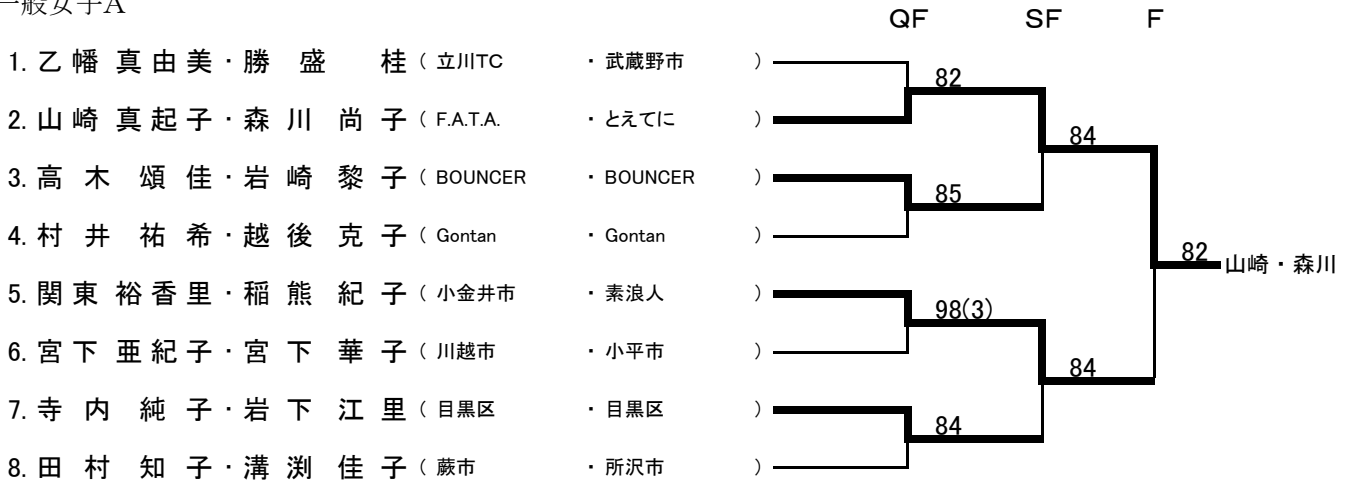 一般女子A
QF SF F
1. 乙幡 真由美・勝盛 桂 ( 立川TC ・ 武蔵野市 )
82
2. 山崎 真起子・森川 尚子 ( F.A.T.A. ・ とえてに )
84
3. 高木 頌佳・岩崎 黎子 ( BOUNCER ・ BOUNCER )
85
4. 村井 祐希・越後 克子 ( Gontan ・ Gontan )
82 山崎・森川
5. 関東 裕香里・稲熊 紀子 ( 小金井市 ・ 素浪人 )
98(3)
6. 宮下 亜紀子・宮下 華子 ( 川越市 ・ 小平市 )
84
7. 寺内 純子・岩下 江里 ( 目黒区 ・ 目黒区 )
84
8. 田村 知子・溝渕 佳子 ( 蕨市 ・ 所沢市 )